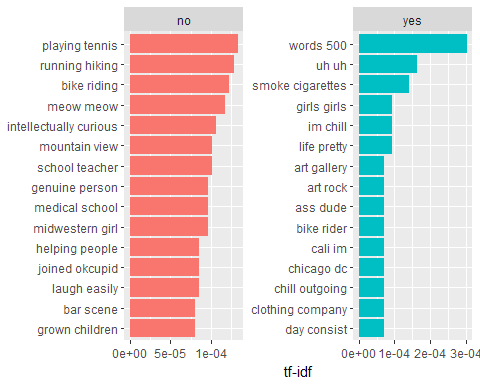 no
playing tennis
running hiking
bike riding
meow meow
intellectually curious
mountain view
school teacher
genuine person
medical school
midwestern girl
helping people
joined okcupid
laugh easily
bar scene
grown children
0e+00 5e-05 1e-04
yes
words 500
uh uh
smoke cigarettes
girls girls
im chill
life pretty
art gallery
art rock
ass dude
bike rider
cali im
chicago dc
chill outgoing
clothing company
day consist
0e+00 1e-04 2e-04 3e-04
tf-idf